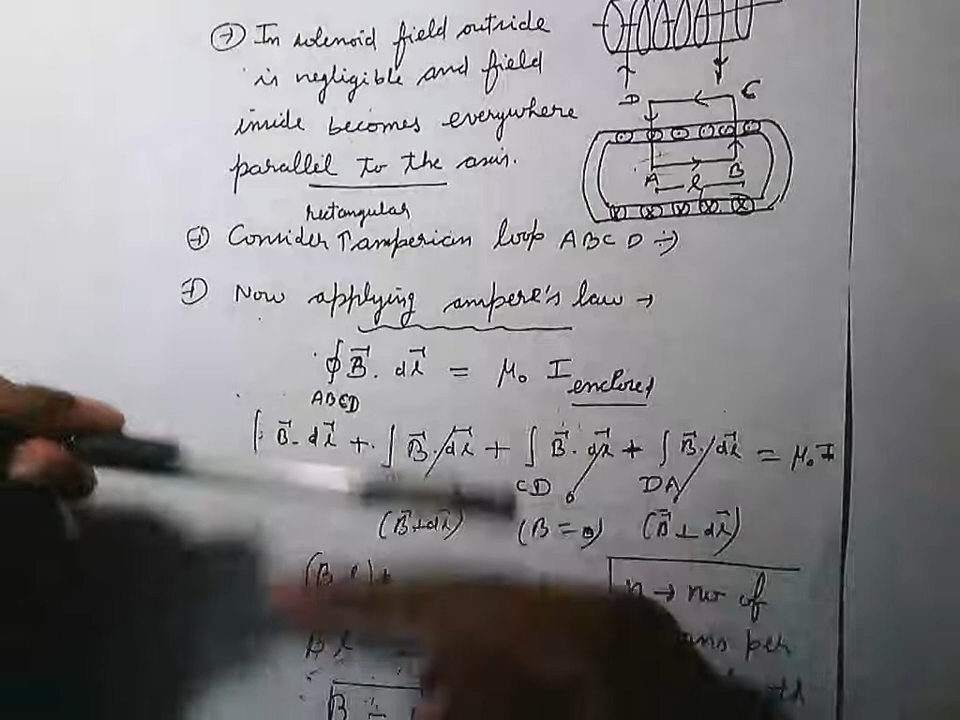 → In solenoid field outside
is negligible and field
inside becomes everywhere
parallel to the axis.
D C
A l B
rectangular
→ Consider amperian loop ABCD →
→ Now applying ampere's law →
∮ B⃗. dl⃗ = μ₀ I enclosed
ABCD
∫ B⃗. dl⃗ + ∫ B⃗. dl⃗ + ∫ B⃗. dl⃗ + ∫ B⃗. dl⃗ = μ₀ I
CD 0 DA
(B⃗⊥dl⃗) (B = 0) (B⃗ ⊥ dl⃗)
n → no of
per
B l
B =